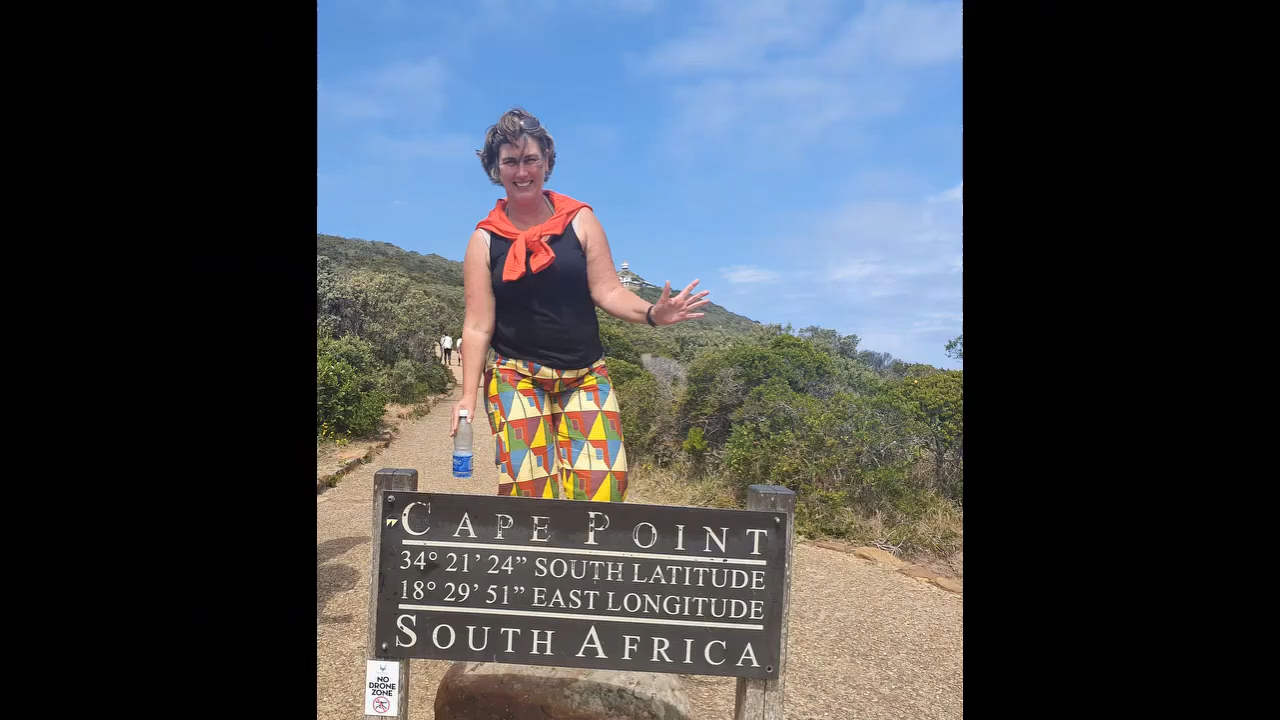 CAPE POINT
34° 21' 24" SOUTH LATITUDE
18° 29' 51" EAST LONGITUDE
SOUTH AFRICA
NO
DRONE
ZONE